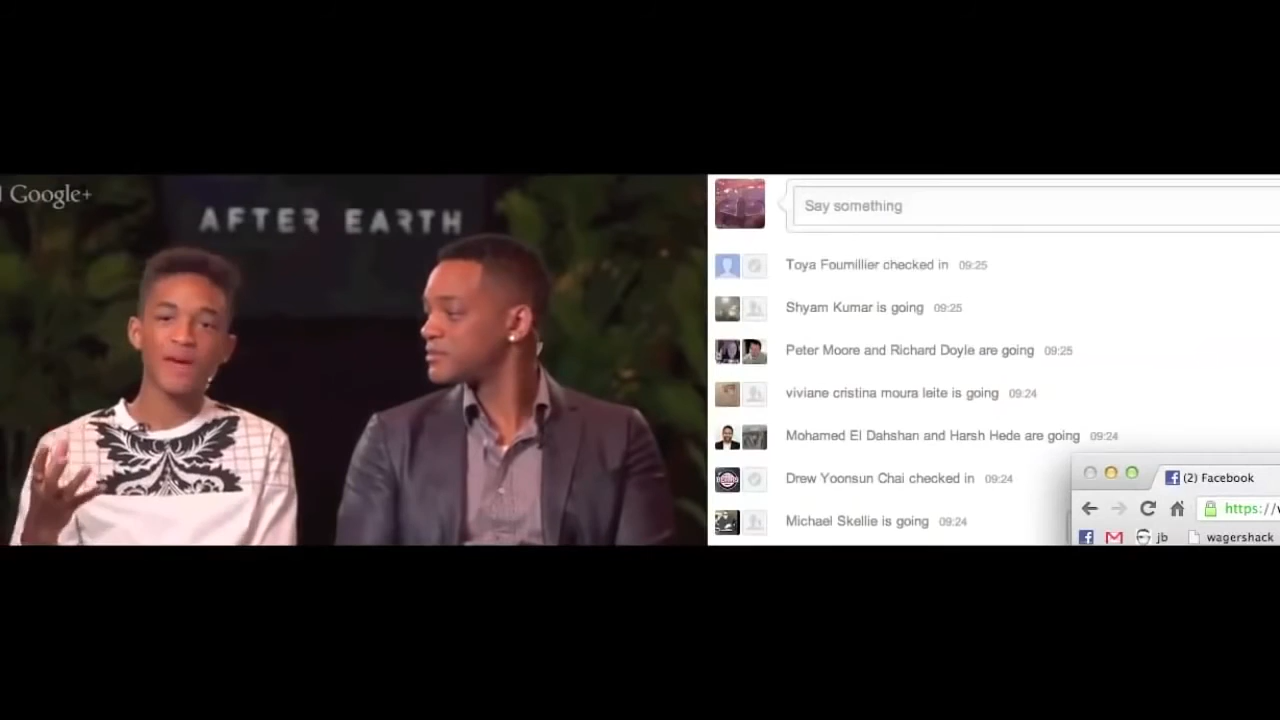 Google+
AFTER EARTH
Say something
Toya Foumillier checked in 09:25
Shyam Kumar is going 09:25
Peter Moore and Richard Doyle are going 09:25
viviane cristina moura leite is going 09:24
Mohamed El Dahshan and Harsh Hede are going 09:24
Drew Yoonsun Chai checked in 09:24
Michael Skellie is going 09:24
(2) Facebook
https://
jb wagershack